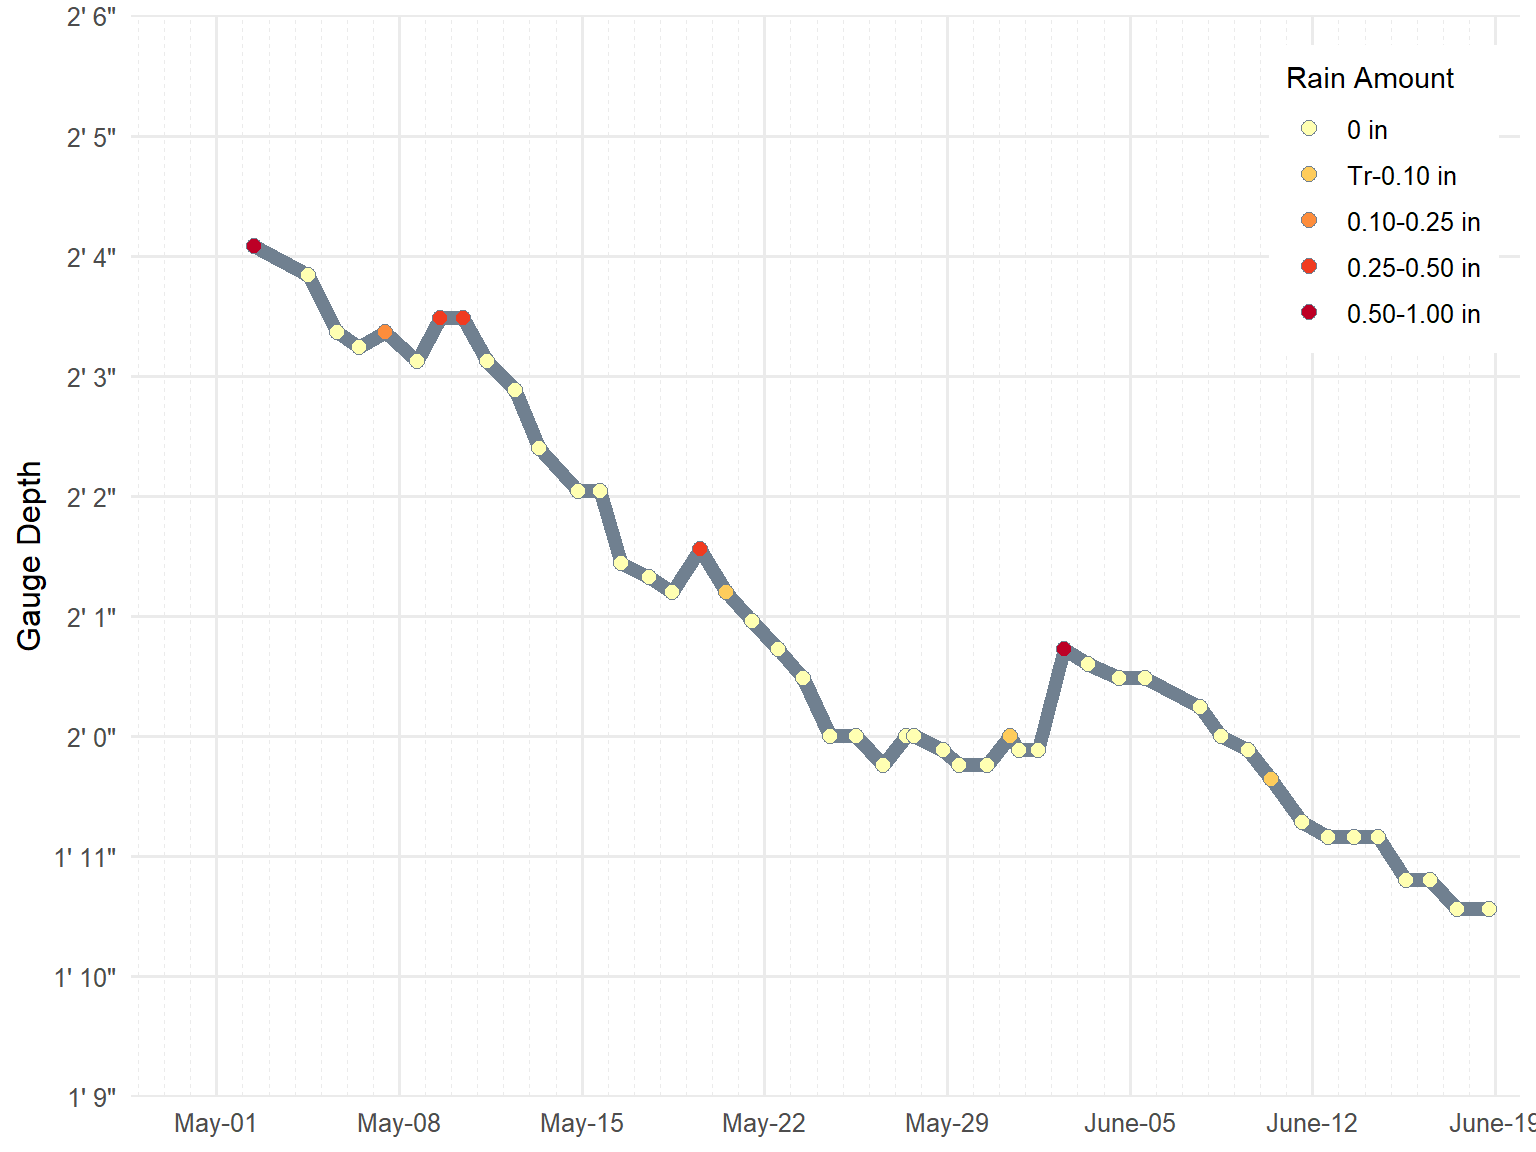 2' 6"
2' 5"
2' 4"
2' 3"
2' 2"
2' 1"
2' 0"
1' 11"
1' 10"
1' 9"
Gauge Depth
May-01 May-08 May-15 May-22 May-29 June-05 June-12 June-19
Rain Amount
0 in
Tr-0.10 in
0.10-0.25 in
0.25-0.50 in
0.50-1.00 in